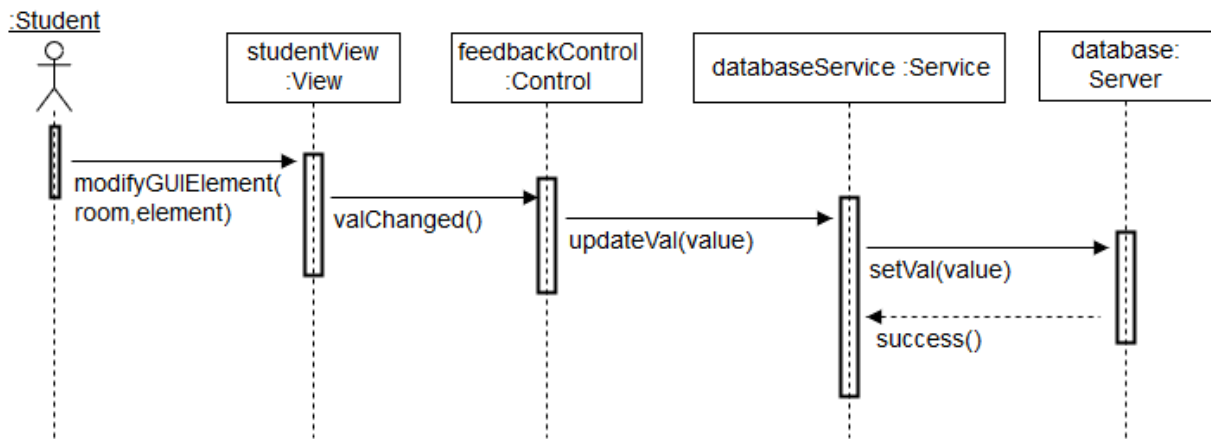 :Student
studentView
:View
feedbackControl
:Control
databaseService :Service
database:
Server
modifyGUIElement(
room,element)
valChanged()
updateVal(value)
setVal(value)
success()